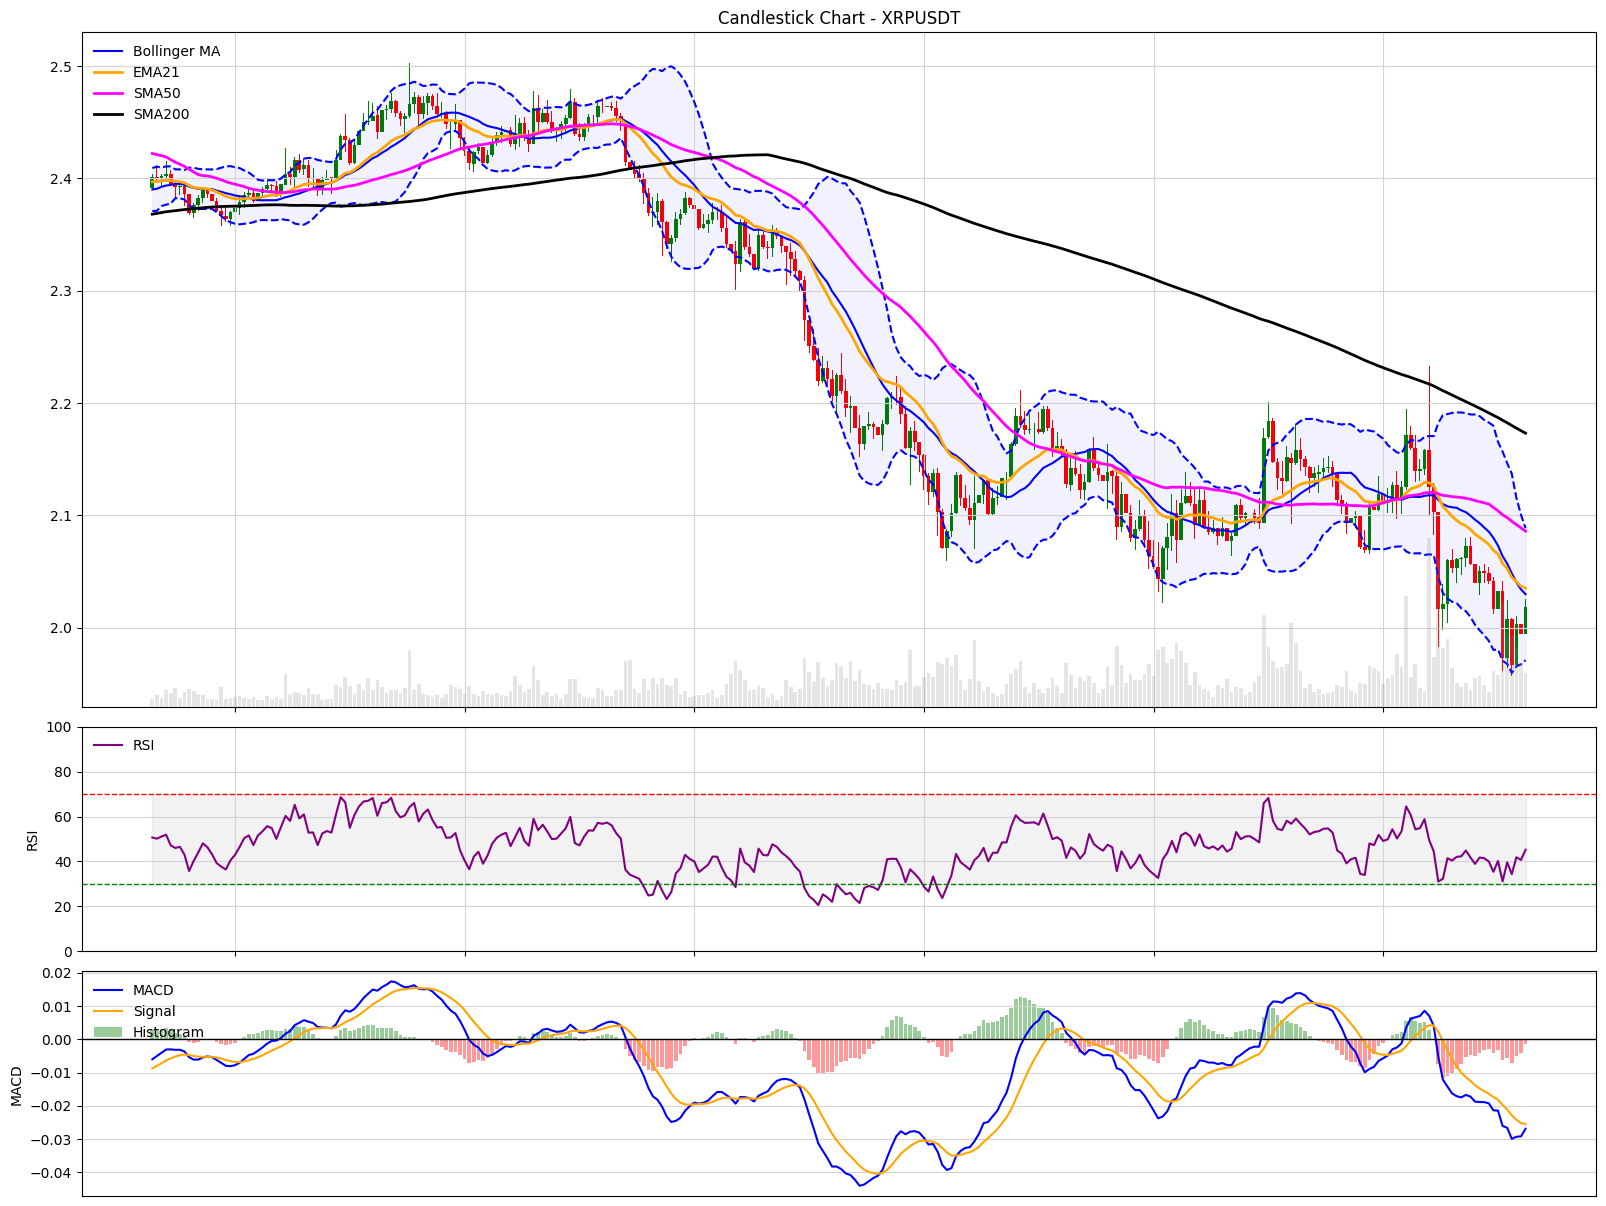 Candlestick Chart - XRPUSDT
Bollinger MA
EMA21
SMA50
SMA200
2.5
2.4
2.3
2.2
2.1
2.0
RSI
RSI
100
80
60
40
20
0
MACD
Signal
Histogram
MACD
0.02
0.01
0.00
−0.01
−0.02
−0.03
−0.04